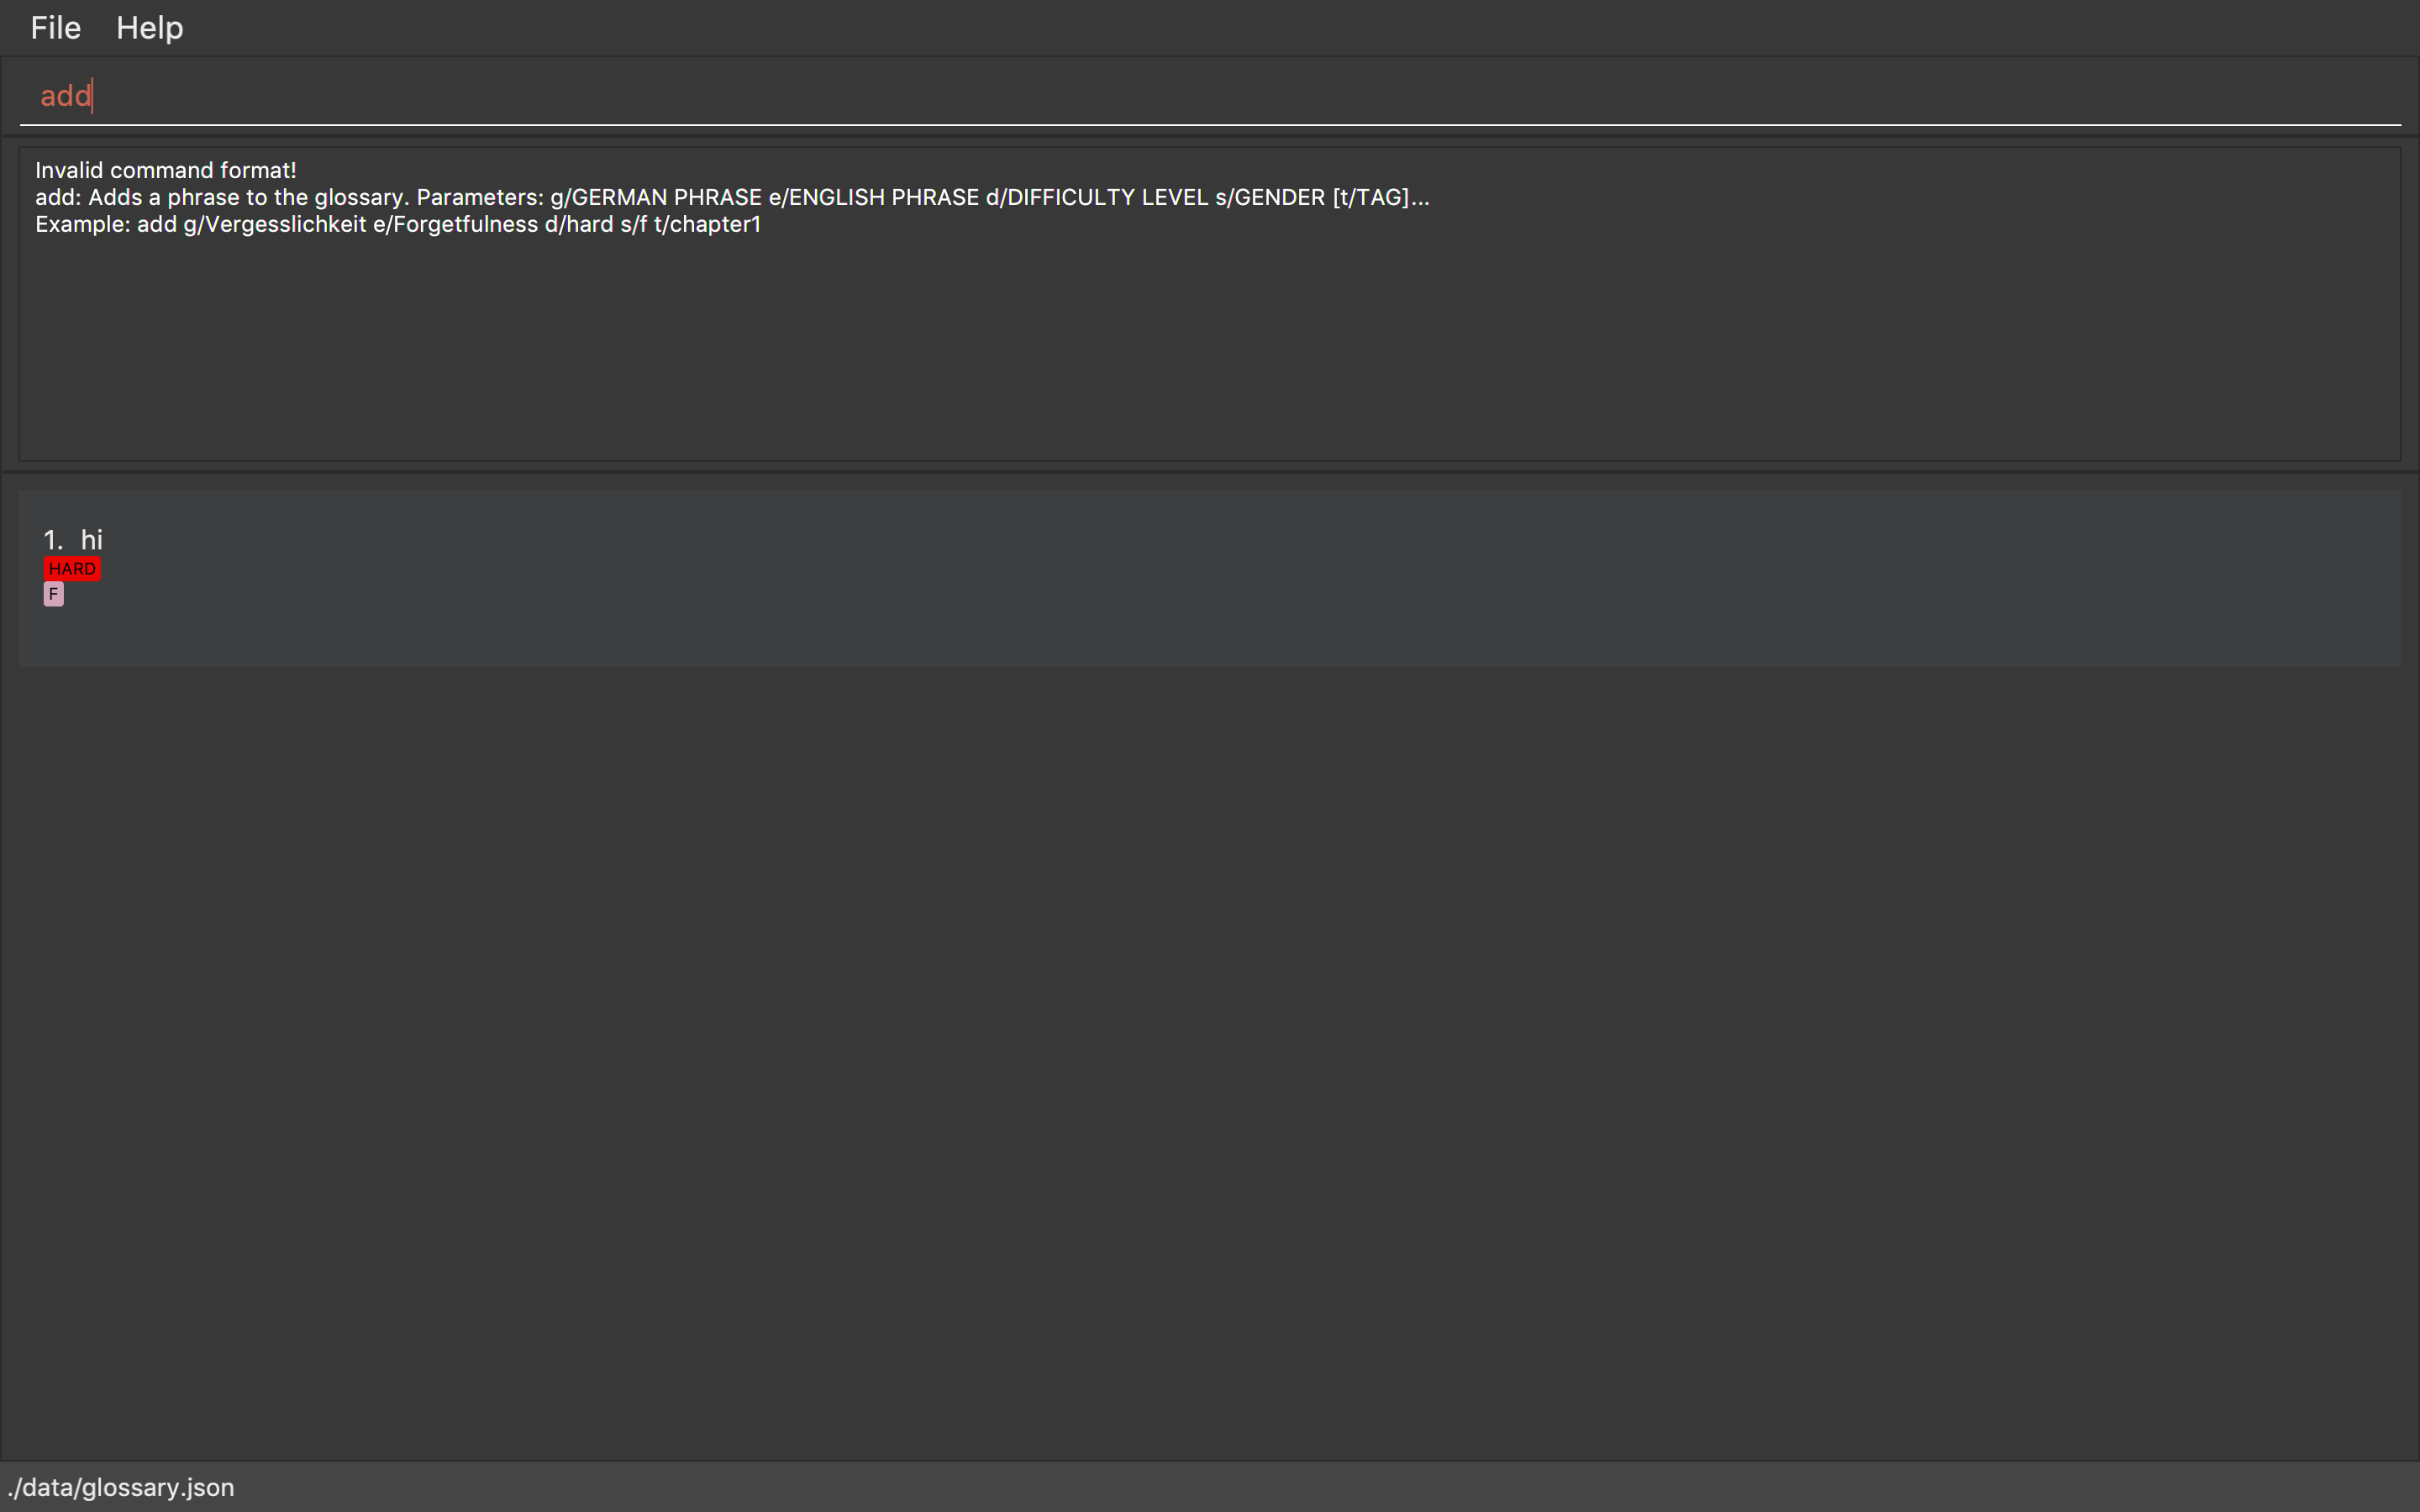 File Help
add
Invalid command format!
add: Adds a phrase to the glossary. Parameters: g/GERMAN PHRASE e/ENGLISH PHRASE d/DIFFICULTY LEVEL s/GENDER [t/TAG]...
Example: add g/Vergesslichkeit e/Forgetfulness d/hard s/f t/chapter1
1. hi
HARD
F
./data/glossary.json